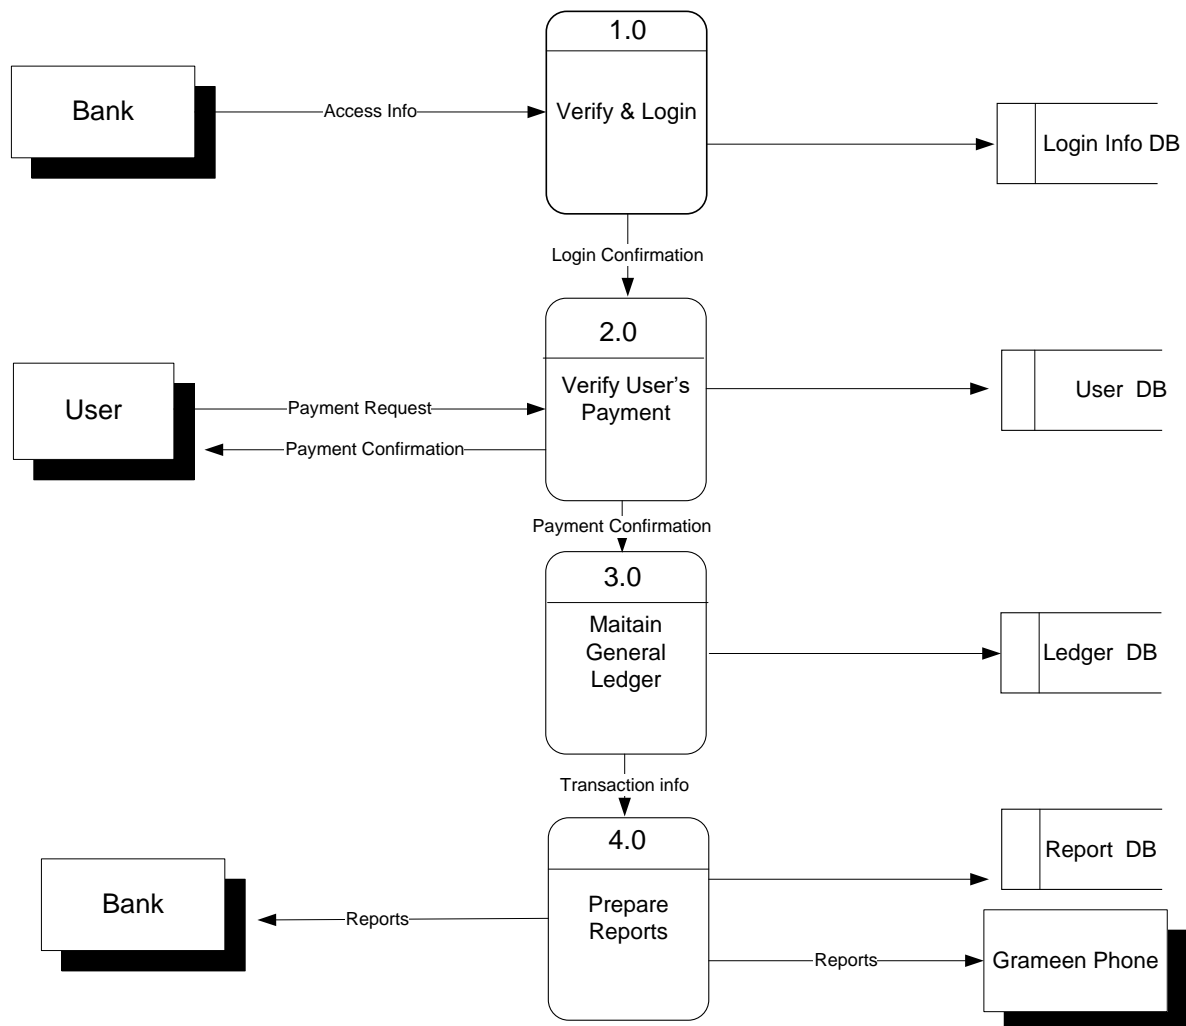 1.0
Bank
Access Info
Verify & Login
Login Info DB
Login Confirmation
2.0
User
Payment Request
Verify User's
Payment
User DB
Payment Confirmation
Payment Confirmation
3.0
Maitain
General
Ledger
Ledger DB
Transaction info
4.0
Report DB
Bank
Reports
Prepare
Reports
Reports
Grameen Phone